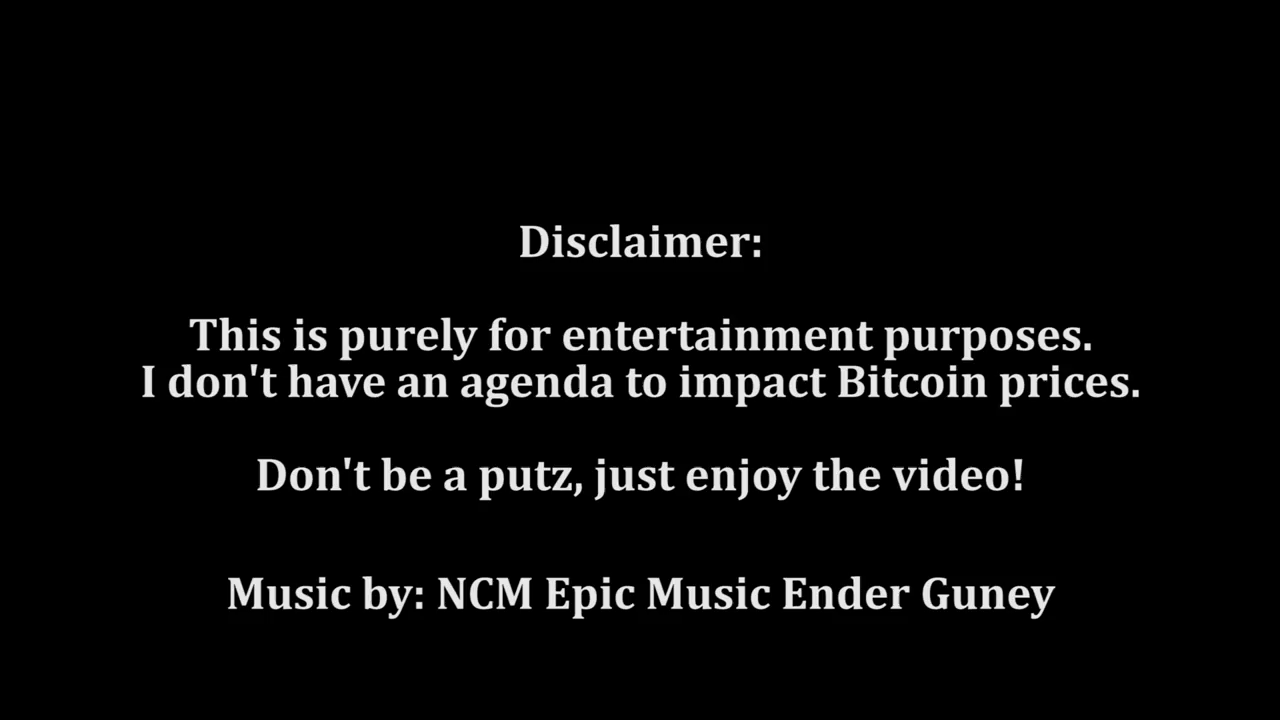 Disclaimer:
This is purely for entertainment purposes.
I don't have an agenda to impact Bitcoin prices.
Don't be a putz, just enjoy the video!
Music by: NCM Epic Music Ender Guney